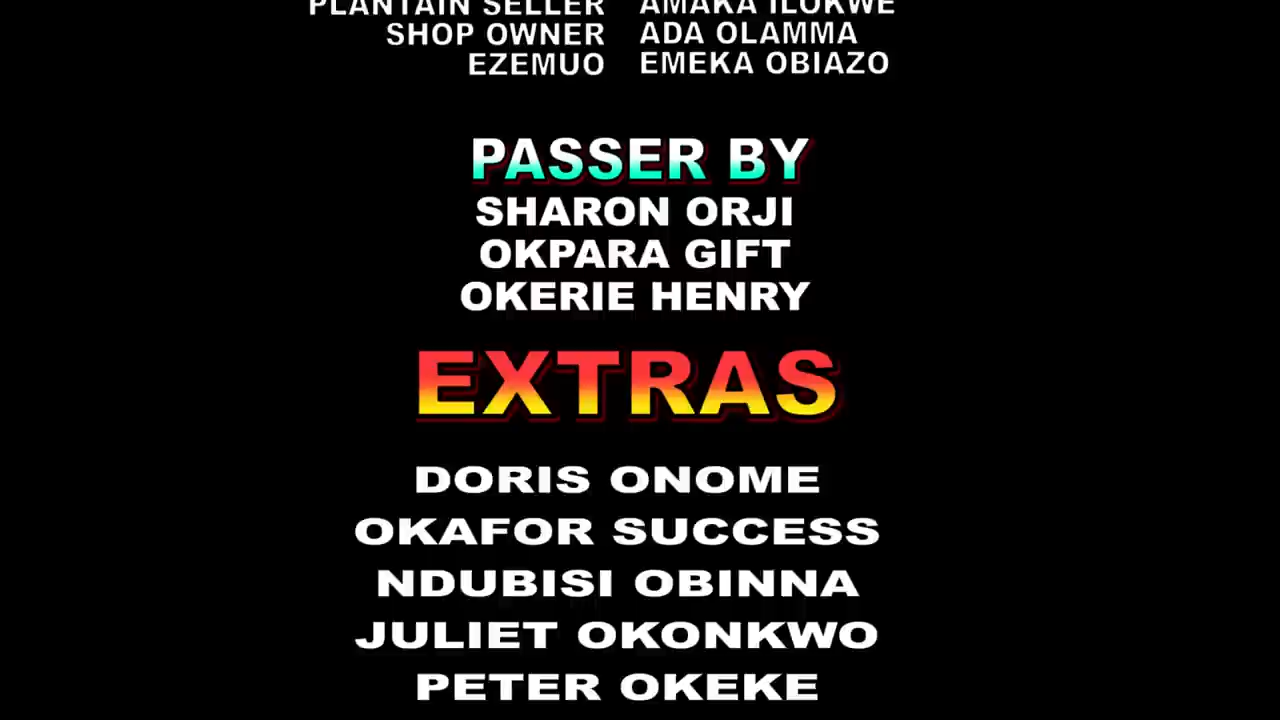 PLANTAIN SELLER AMAKA ILOKWE
SHOP OWNER ADA OLAMMA
EZEMUO EMEKA OBIAZO
PASSER BY
SHARON ORJI
OKPARA GIFT
OKERIE HENRY
EXTRAS
DORIS ONOME
OKAFOR SUCCESS
NDUBISI OBINNA
JULIET OKONKWO
PETER OKEKE